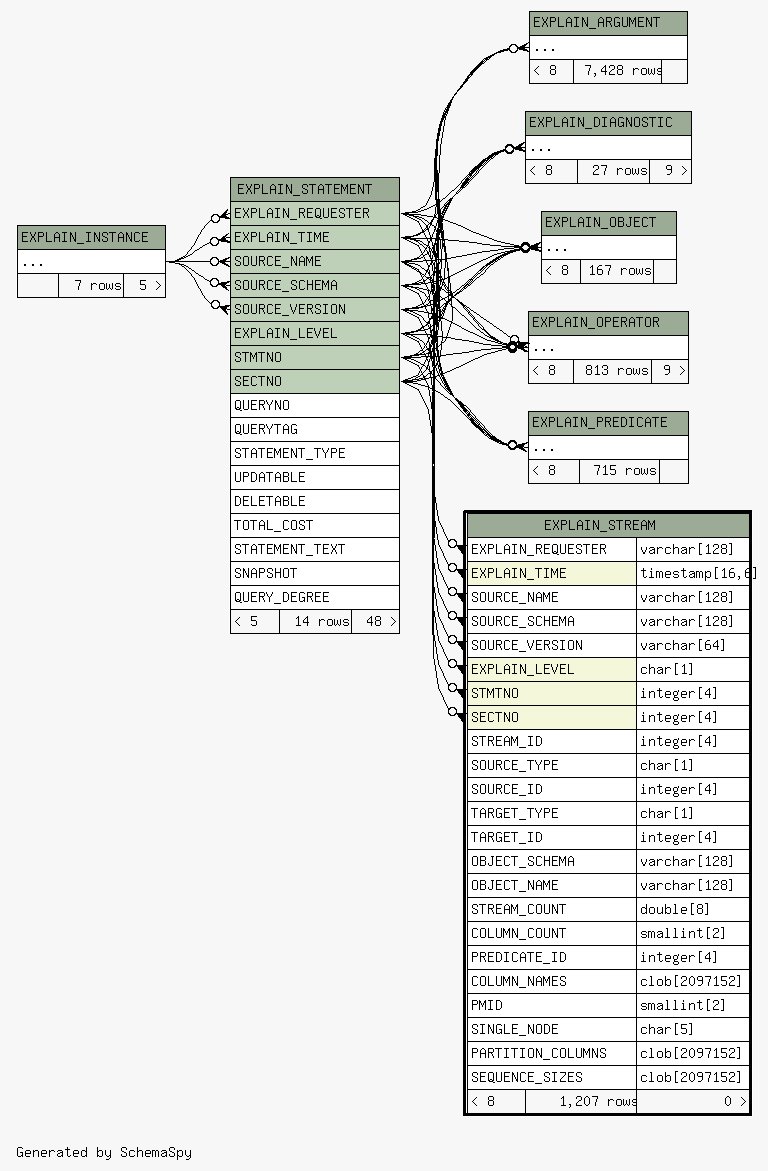 EXPLAIN_ARGUMENT
...
< 8 7,428 rows
EXPLAIN_DIAGNOSTIC
...
< 8 27 rows 9 >
EXPLAIN_OBJECT
...
< 8 167 rows
EXPLAIN_OPERATOR
...
< 8 813 rows 9 >
EXPLAIN_PREDICATE
...
< 8 715 rows
EXPLAIN_INSTANCE
...
7 rows 5 >
EXPLAIN_STATEMENT
EXPLAIN_REQUESTER
EXPLAIN_TIME
SOURCE_NAME
SOURCE_SCHEMA
SOURCE_VERSION
EXPLAIN_LEVEL
STMTNO
SECTNO
QUERYNO
QUERYTAG
STATEMENT_TYPE
UPDATABLE
DELETABLE
TOTAL_COST
STATEMENT_TEXT
SNAPSHOT
QUERY_DEGREE
< 5 14 rows 48 >
EXPLAIN_STREAM
EXPLAIN_REQUESTER varchar[128]
EXPLAIN_TIME timestamp[16,6]
SOURCE_NAME varchar[128]
SOURCE_SCHEMA varchar[128]
SOURCE_VERSION varchar[64]
EXPLAIN_LEVEL char[1]
STMTNO integer[4]
SECTNO integer[4]
STREAM_ID integer[4]
SOURCE_TYPE char[1]
SOURCE_ID integer[4]
TARGET_TYPE char[1]
TARGET_ID integer[4]
OBJECT_SCHEMA varchar[128]
OBJECT_NAME varchar[128]
STREAM_COUNT double[8]
COLUMN_COUNT smallint[2]
PREDICATE_ID integer[4]
COLUMN_NAMES clob[2097152]
PMID smallint[2]
SINGLE_NODE char[5]
PARTITION_COLUMNS clob[2097152]
SEQUENCE_SIZES clob[2097152]
< 8 1,207 rows 0 >
Generated by SchemaSpy